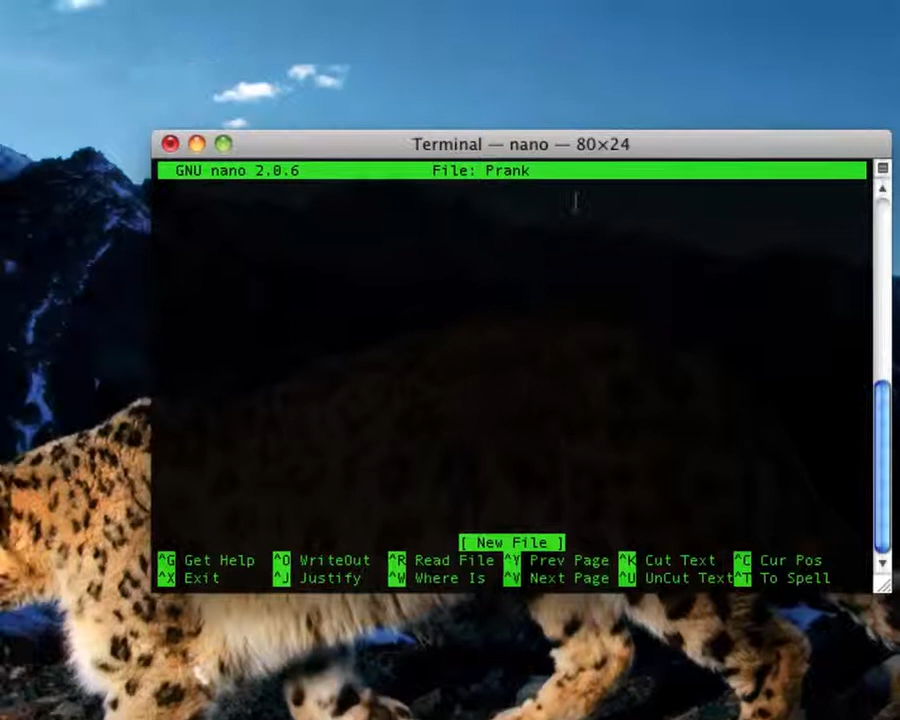 Terminal — nano — 80×24
GNU nano 2.0.6 File: Prank
[ New File ]
^G Get Help ^O WriteOut ^R Read File ^Y Prev Page ^K Cut Text ^C Cur Pos
^X Exit ^J Justify ^W Where Is ^V Next Page ^U UnCut Text ^T To Spell